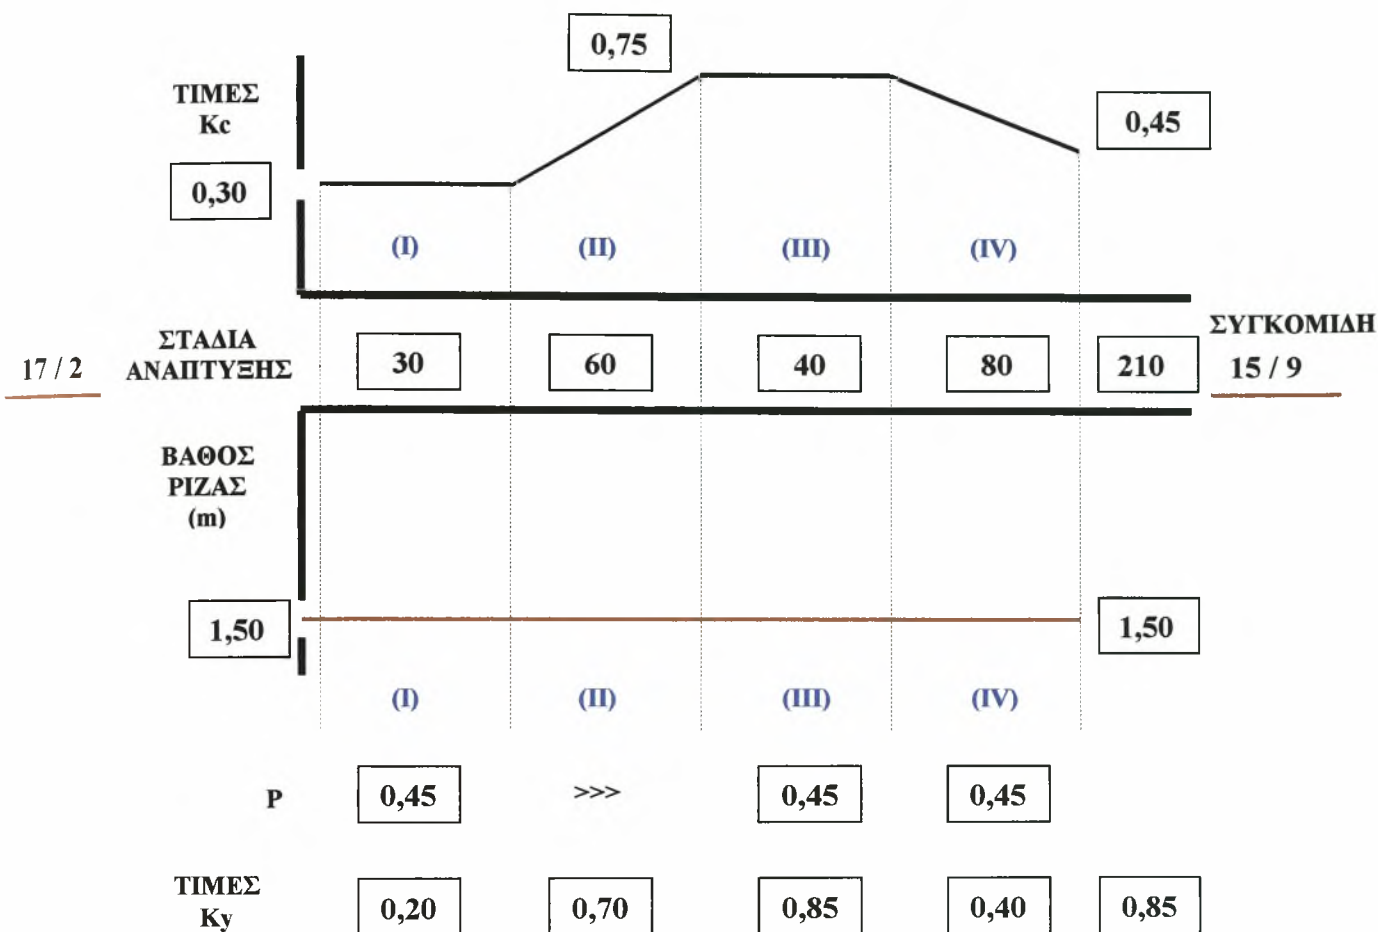 0,75
ΤΙΜΕΣ
Kc
0,45
0,30
(I) (II) (III) (IV)
17 / 2
ΣΤΑΔΙΑ
ΑΝΑΠΤΥΞΗΣ
30 60 40 80 210
ΣΥΓΚΟΜΙΔΗ
15 / 9
ΒΑΘΟΣ
ΡΙΖΑΣ
(m)
1,50 1,50
(I) (II) (III) (IV)
P 0,45 >>> 0,45 0,45
ΤΙΜΕΣ
Ky
0,20 0,70 0,85 0,40 0,85